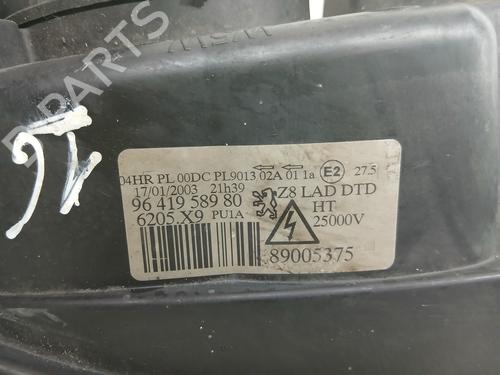 B-PARTS
04HR PL 00DC PL9013 02A 01 1a E2 27.5
17/01/2003 21h39
96 419 589 80
Z8 LAD DTD
6205.X9 PU1A
HT
25000V
89005375